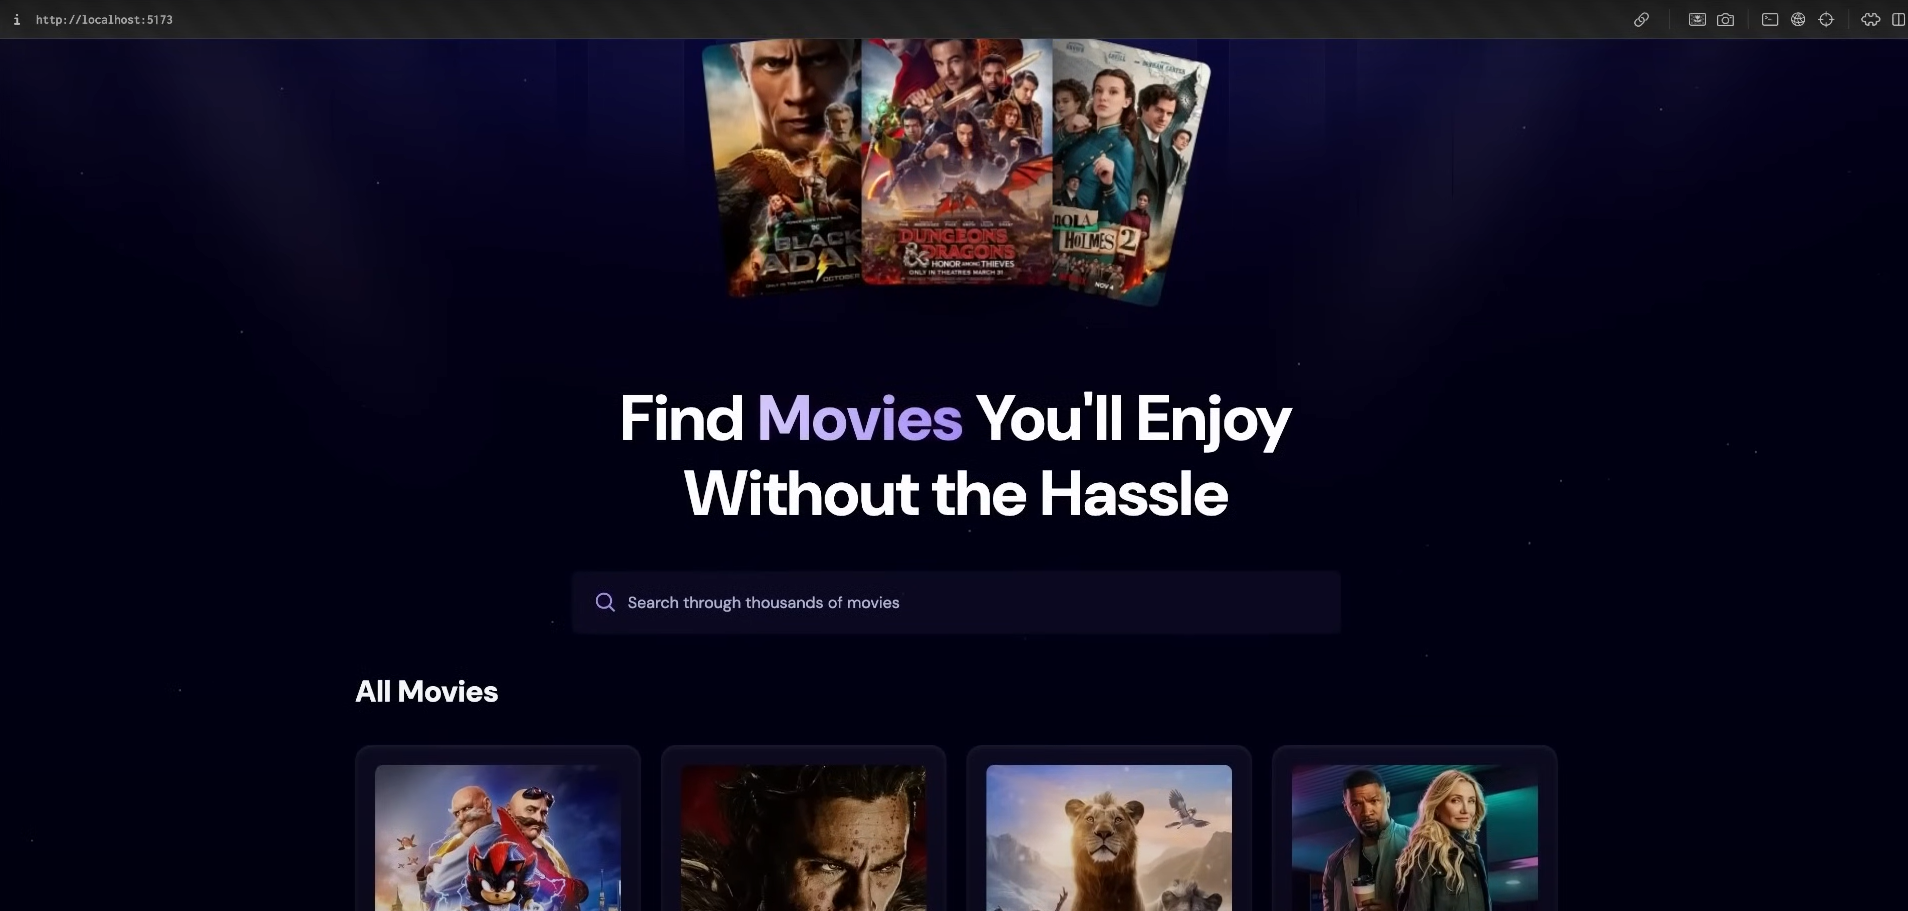 i http://localhost:5173
BLACK
ADAM
OCTOBER
DUNGEONS
& DRAGONS
HONOR AMONG THIEVES
ONLY IN THEATRES MARCH 31
HOLMES 2
NOV 4
Find Movies You'll Enjoy
Without the Hassle
Search through thousands of movies
All Movies